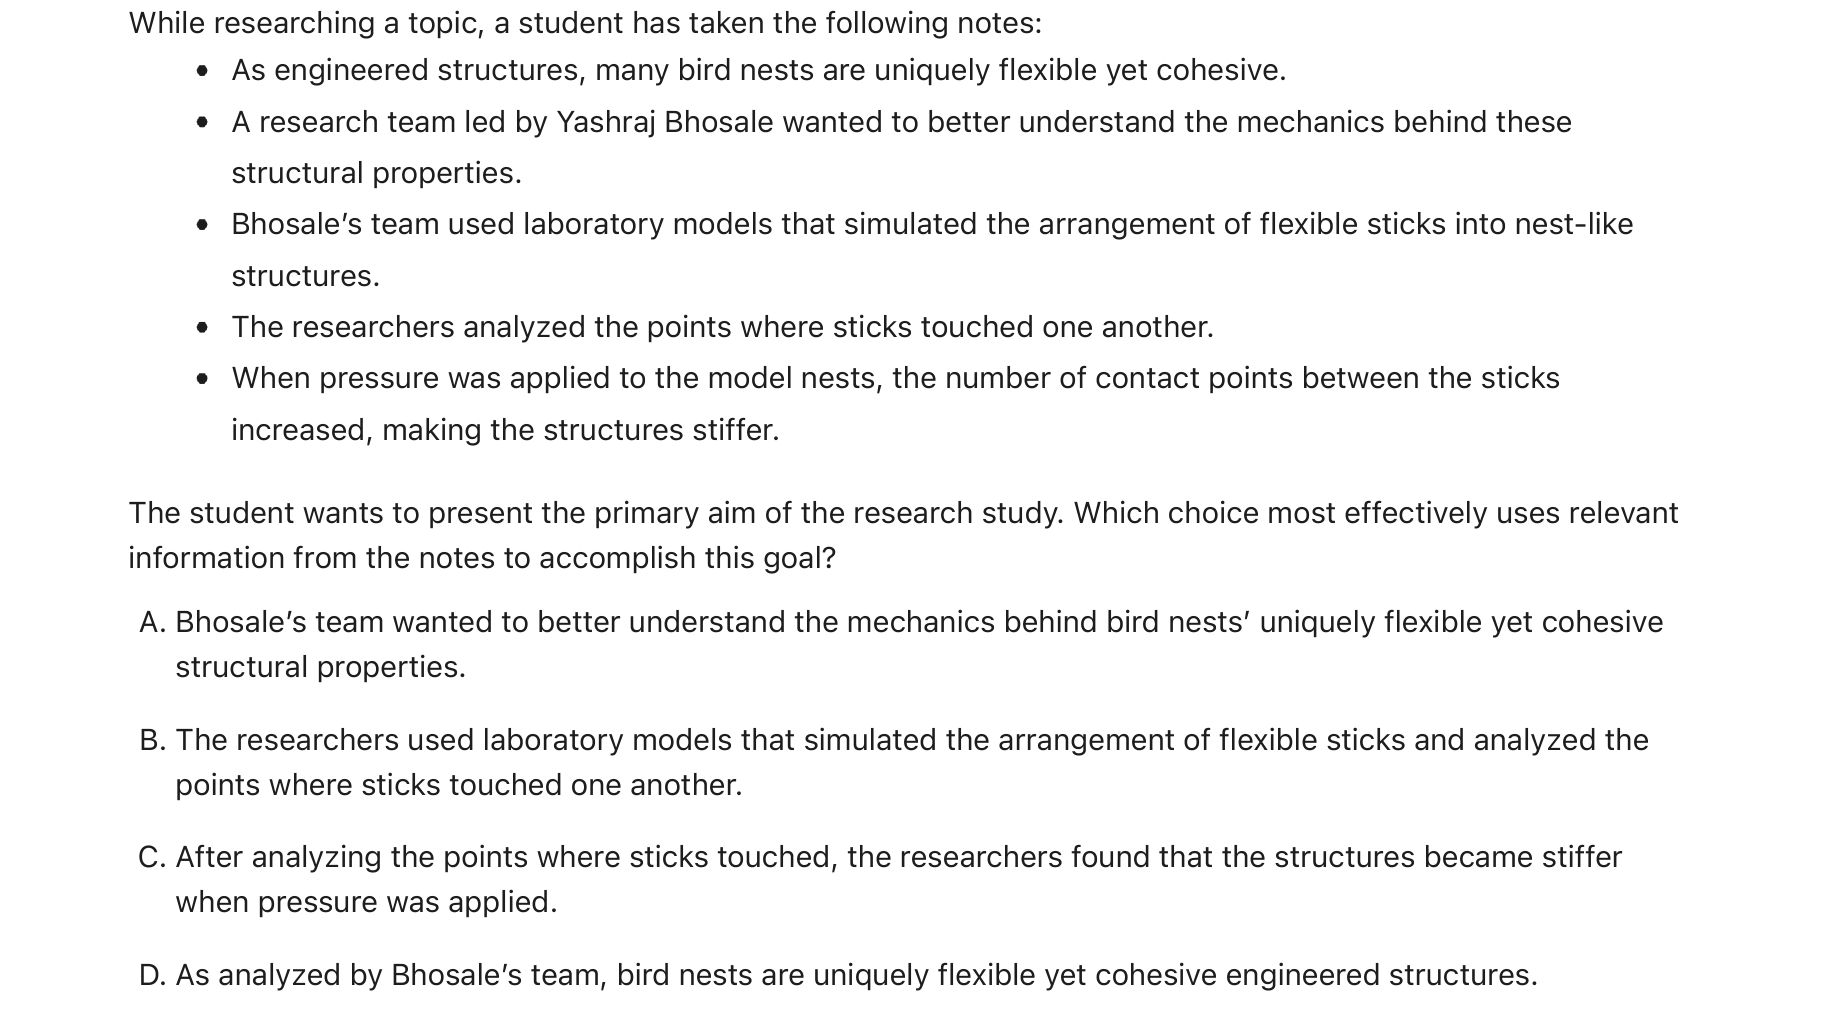 While researching a topic, a student has taken the following notes:
• As engineered structures, many bird nests are uniquely flexible yet cohesive.
• A research team led by Yashraj Bhosale wanted to better understand the mechanics behind these
structural properties.
• Bhosale’s team used laboratory models that simulated the arrangement of flexible sticks into nest-like
structures.
• The researchers analyzed the points where sticks touched one another.
• When pressure was applied to the model nests, the number of contact points between the sticks
increased, making the structures stiffer.
The student wants to present the primary aim of the research study. Which choice most effectively uses relevant
information from the notes to accomplish this goal?
A. Bhosale’s team wanted to better understand the mechanics behind bird nests’ uniquely flexible yet cohesive
structural properties.
B. The researchers used laboratory models that simulated the arrangement of flexible sticks and analyzed the
points where sticks touched one another.
C. After analyzing the points where sticks touched, the researchers found that the structures became stiffer
when pressure was applied.
D. As analyzed by Bhosale’s team, bird nests are uniquely flexible yet cohesive engineered structures.